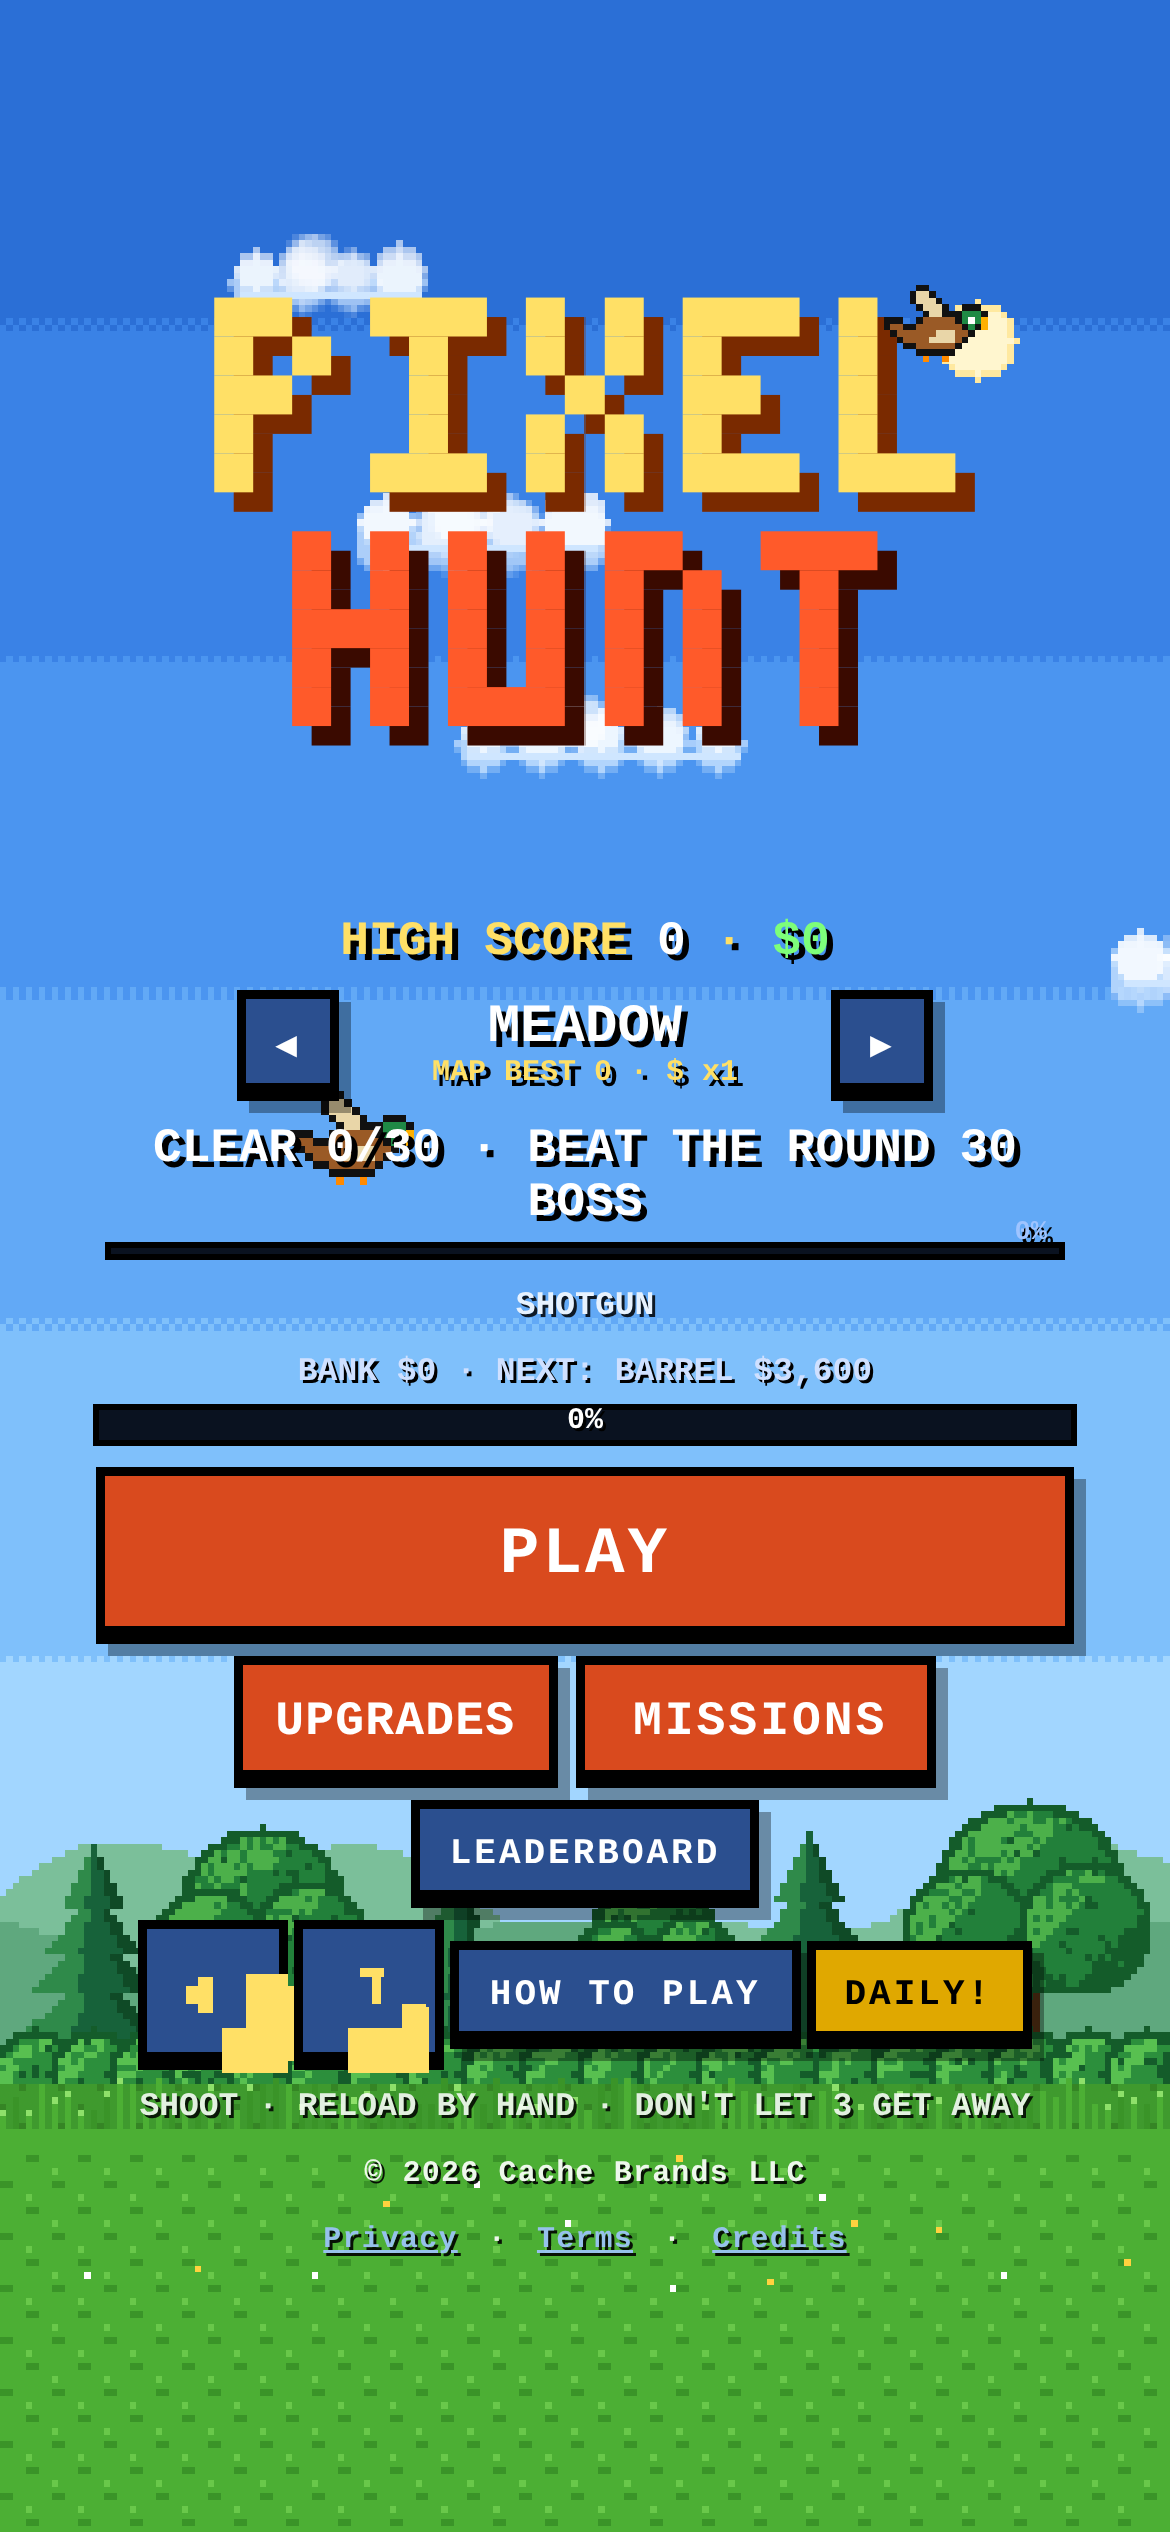 PIXEL
HUNT
HIGH SCORE 0 · $0
◀ MEADOW ▶
MAP BEST 0 · $ x1
CLEAR 0/30 · BEAT THE ROUND 30
BOSS
0%
SHOTGUN
BANK $0 · NEXT: BARREL $3,600
0%
PLAY
UPGRADES MISSIONS
LEADERBOARD
HOW TO PLAY DAILY!
SHOOT · RELOAD BY HAND · DON'T LET 3 GET AWAY
© 2026 Cache Brands LLC
Privacy · Terms · Credits